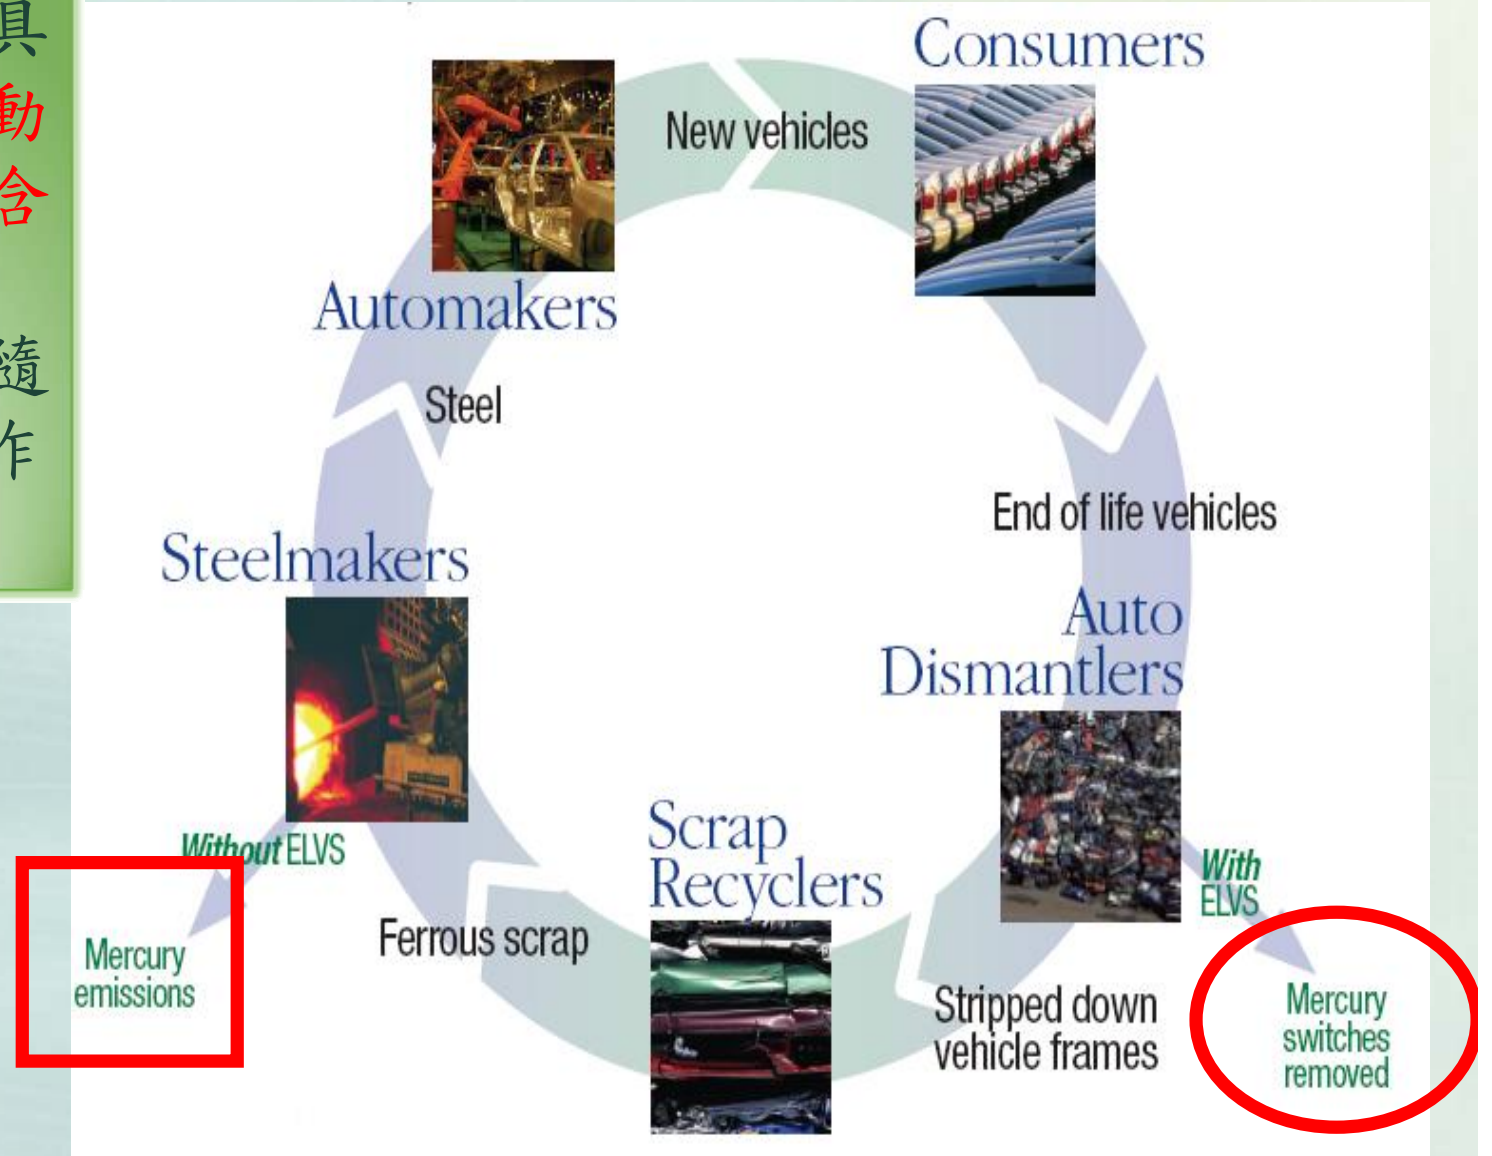 具
動
含
隨
作
Consumers
New vehicles
Automakers
Steel
End of life vehicles
Steelmakers
Auto
Dismantlers
Without ELVS
Scrap
Recyclers
With
ELVS
Ferrous scrap
Mercury
emissions
Stripped down
vehicle frames
Mercury
switches
removed